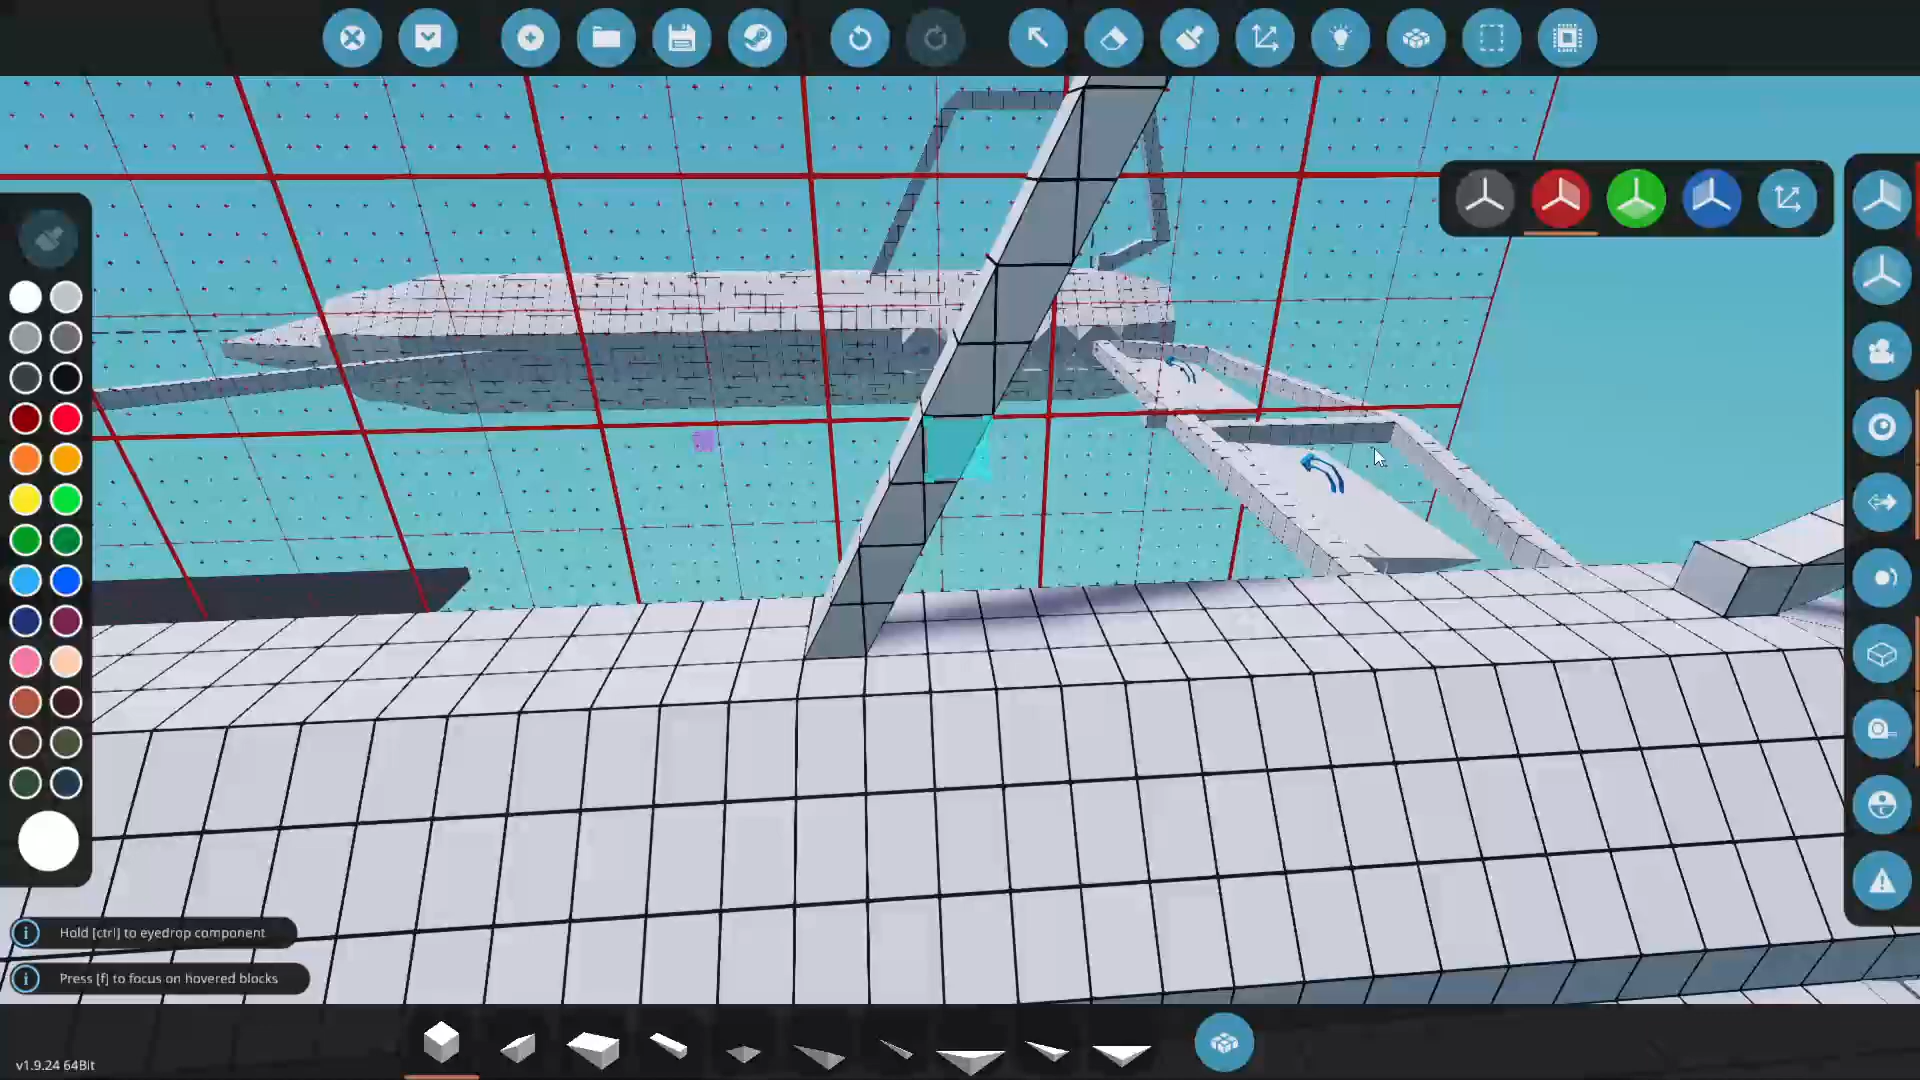 Hold [ctrl] to eyedrop component
Press [f] to focus on hovered blocks
v1.9.24 64Bit